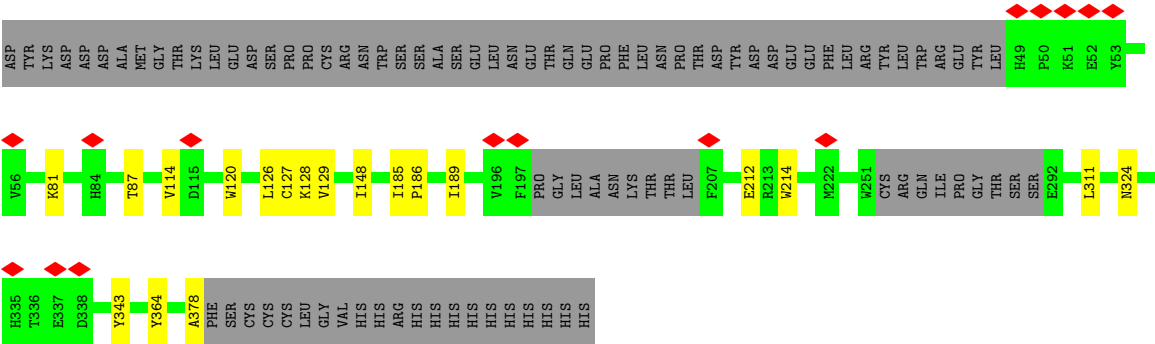 ASP TYR LYS ASP ASP ASP ALA MET GLY THR LYS LEU GLU ASP SER PRO PRO CYS ARG ASN TRP SER SER ALA SER GLU LEU ASN GLU THR GLN GLU PRO PHE LEU ASN PRO THR ASP TYR ASP ASP GLU GLU PHE LEU ARG TYR LEU TRP ARG GLU TYR LEU H49 P50 K51 E52 Y53
V56 K81 H84 T87 V114 D115 W120 L126 C127 K128 V129 I148 I185 P186 I189 V196 F197 PRO GLY LEU ALA ASN LYS THR THR LEU F207 E212 R213 W214 M222 W251 CYS ARG GLN ILE PRO GLY THR SER SER E292 L311 N324
H335 T336 E337 D338 Y343 Y364 A378 PHE SER CYS CYS CYS LEU GLY VAL HIS HIS ARG HIS HIS HIS HIS HIS HIS HIS HIS HIS HIS